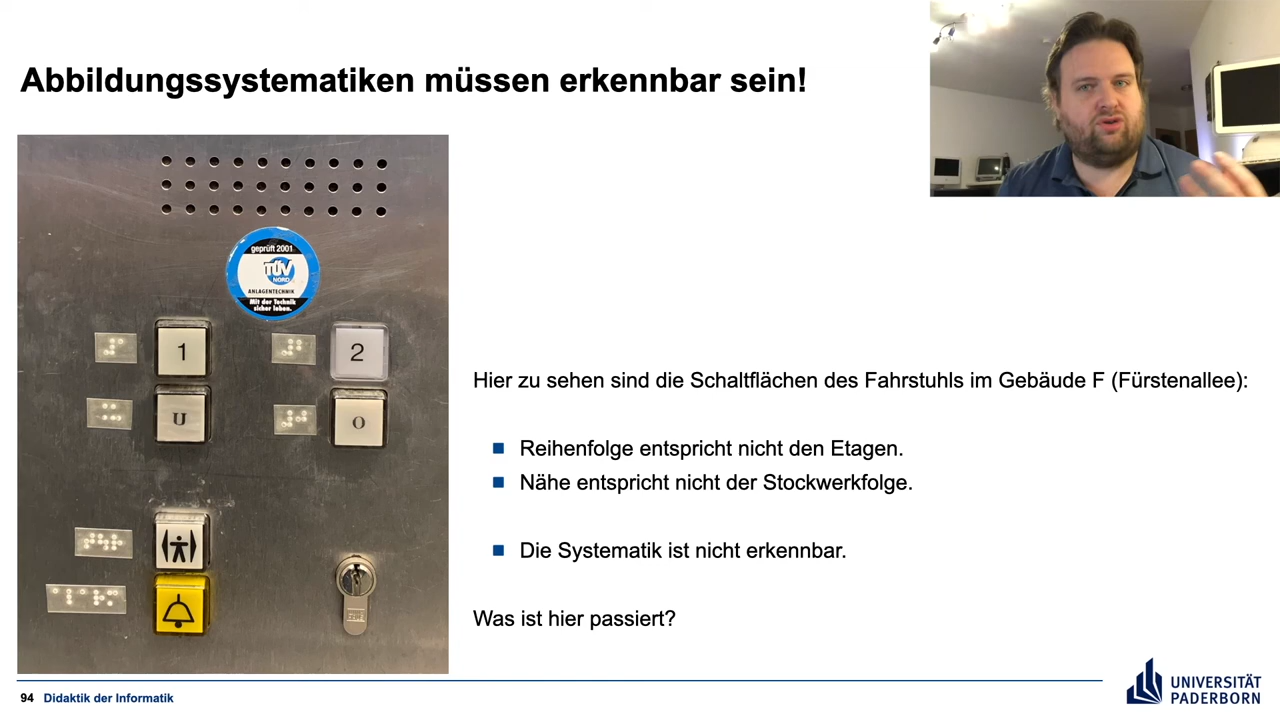 Abbildungssystematiken müssen erkennbar sein!
geprüft 2001
TÜV
NORD
ANLAGENTECHNIK
Mit der Technik
sicher leben.
1 2
U O
Hier zu sehen sind die Schaltflächen des Fahrstuhls im Gebäude F (Fürstenallee):
Reihenfolge entspricht nicht den Etagen.
Nähe entspricht nicht der Stockwerkfolge.
Die Systematik ist nicht erkennbar.
Was ist hier passiert?
94 Didaktik der Informatik
UNIVERSITÄT
PADERBORN